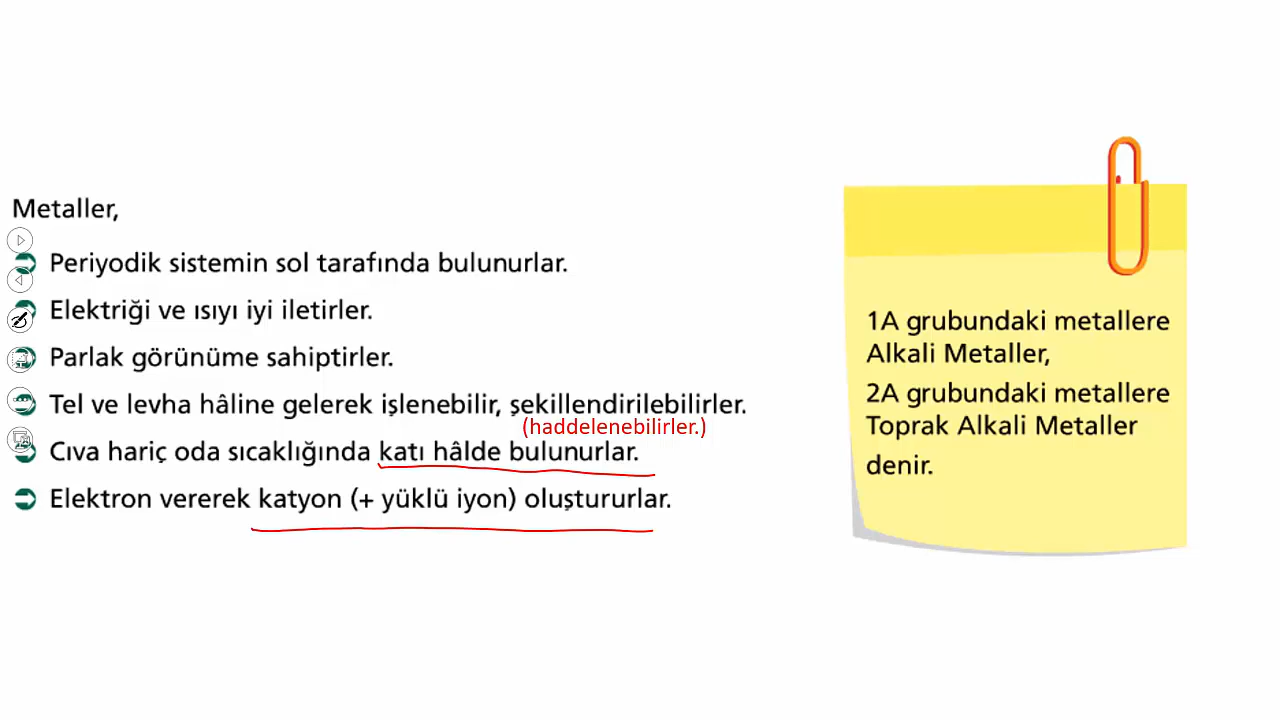 Metaller,
Periyodik sistemin sol tarafında bulunurlar.
Elektriği ve ısıyı iyi iletirler.
Parlak görünüme sahiptirler.
Tel ve levha hâline gelerek işlenebilir, şekillendirilebilirler.
(haddelenebilirler.)
Cıva hariç oda sıcaklığında katı hâlde bulunurlar.
Elektron vererek katyon (+ yüklü iyon) oluştururlar.
1A grubundaki metallere
Alkali Metaller,
2A grubundaki metallere
Toprak Alkali Metaller
denir.